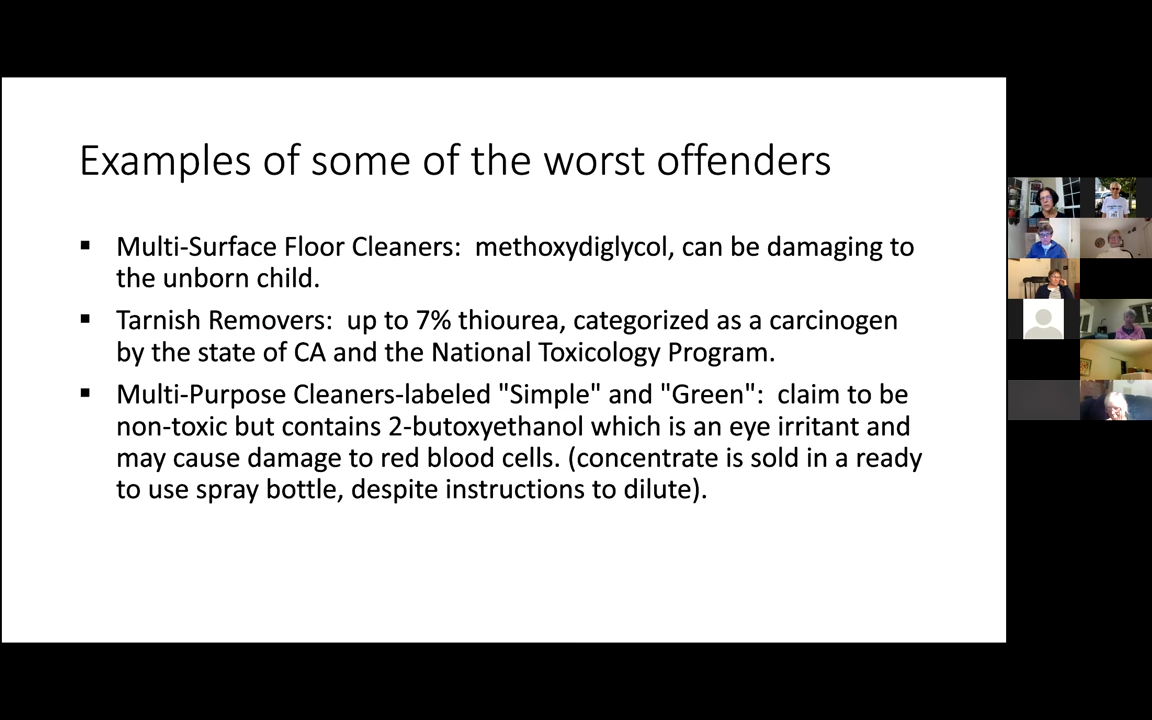 Examples of some of the worst offenders
▪ Multi-Surface Floor Cleaners:  methoxydiglycol, can be damaging to
the unborn child.
▪ Tarnish Removers:  up to 7% thiourea, categorized as a carcinogen
by the state of CA and the National Toxicology Program.
▪ Multi-Purpose Cleaners-labeled "Simple" and "Green":  claim to be
non-toxic but contains 2-butoxyethanol which is an eye irritant and
may cause damage to red blood cells. (concentrate is sold in a ready
to use spray bottle, despite instructions to dilute).